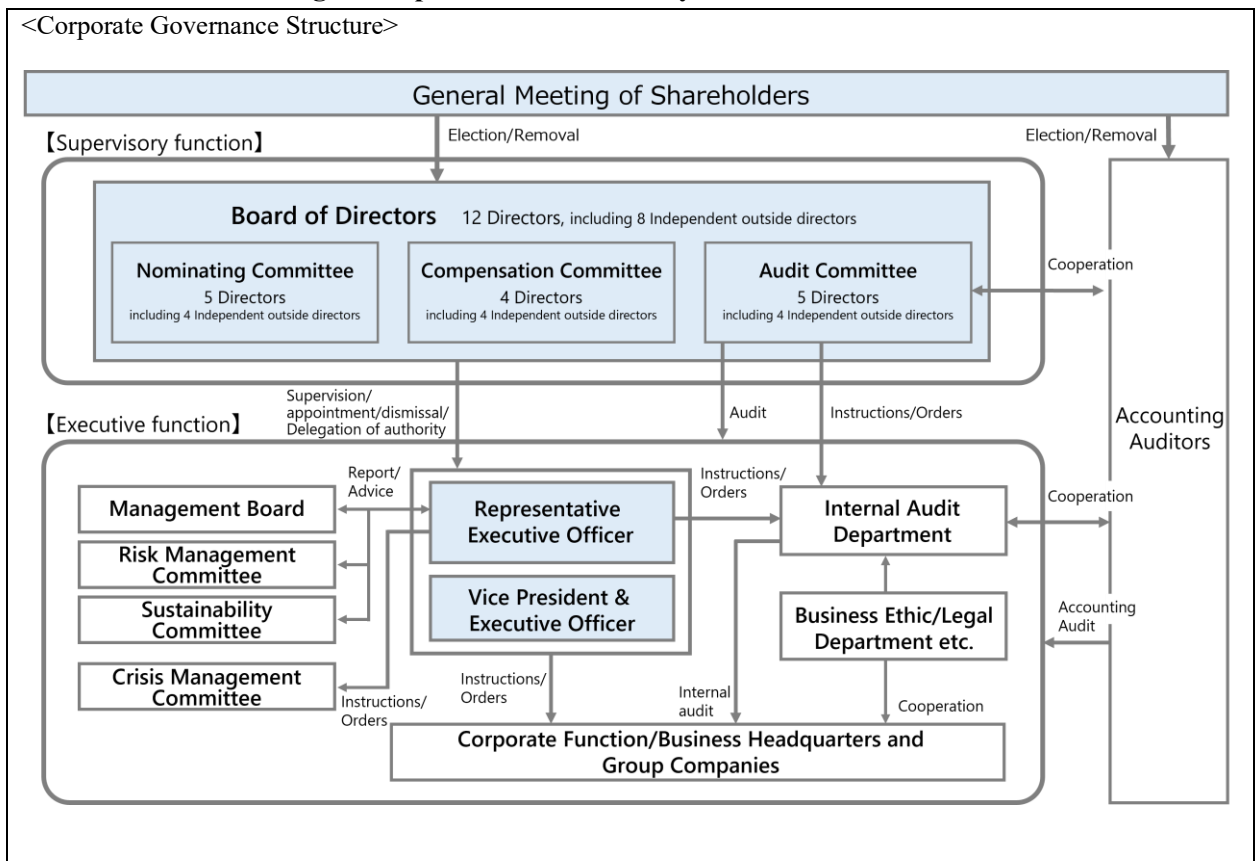 <Corporate Governance Structure>
General Meeting of Shareholders
Election/Removal
Election/Removal
【Supervisory function】
Board of Directors 12 Directors, including 8 Independent outside directors
Nominating Committee
5 Directors
including 4 Independent outside directors
Compensation Committee
4 Directors
including 4 Independent outside directors
Audit Committee
5 Directors
including 4 Independent outside directors
Cooperation
Supervision/
appointment/dismissal/
Delegation of authority
Audit
Instructions/Orders
Accounting
Auditors
【Executive function】
Report/
Advice
Management Board
Risk Management
Committee
Sustainability
Committee
Crisis Management
Committee
Instructions/
Orders
Representative
Executive Officer
Vice President &
Executive Officer
Instructions/
Orders
Instructions/
Orders
Internal Audit
Department
Cooperation
Business Ethic/Legal
Department etc.
Accounting
Audit
Internal
audit
Cooperation
Corporate Function/Business Headquarters and
Group Companies